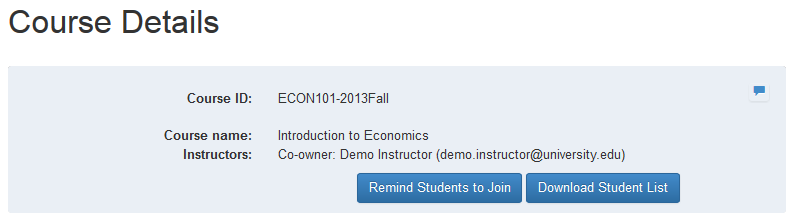 Course Details
Course ID: ECON101-2013Fall
Course name: Introduction to Economics
Instructors: Co-owner: Demo Instructor (demo.instructor@university.edu)
Remind Students to Join Download Student List